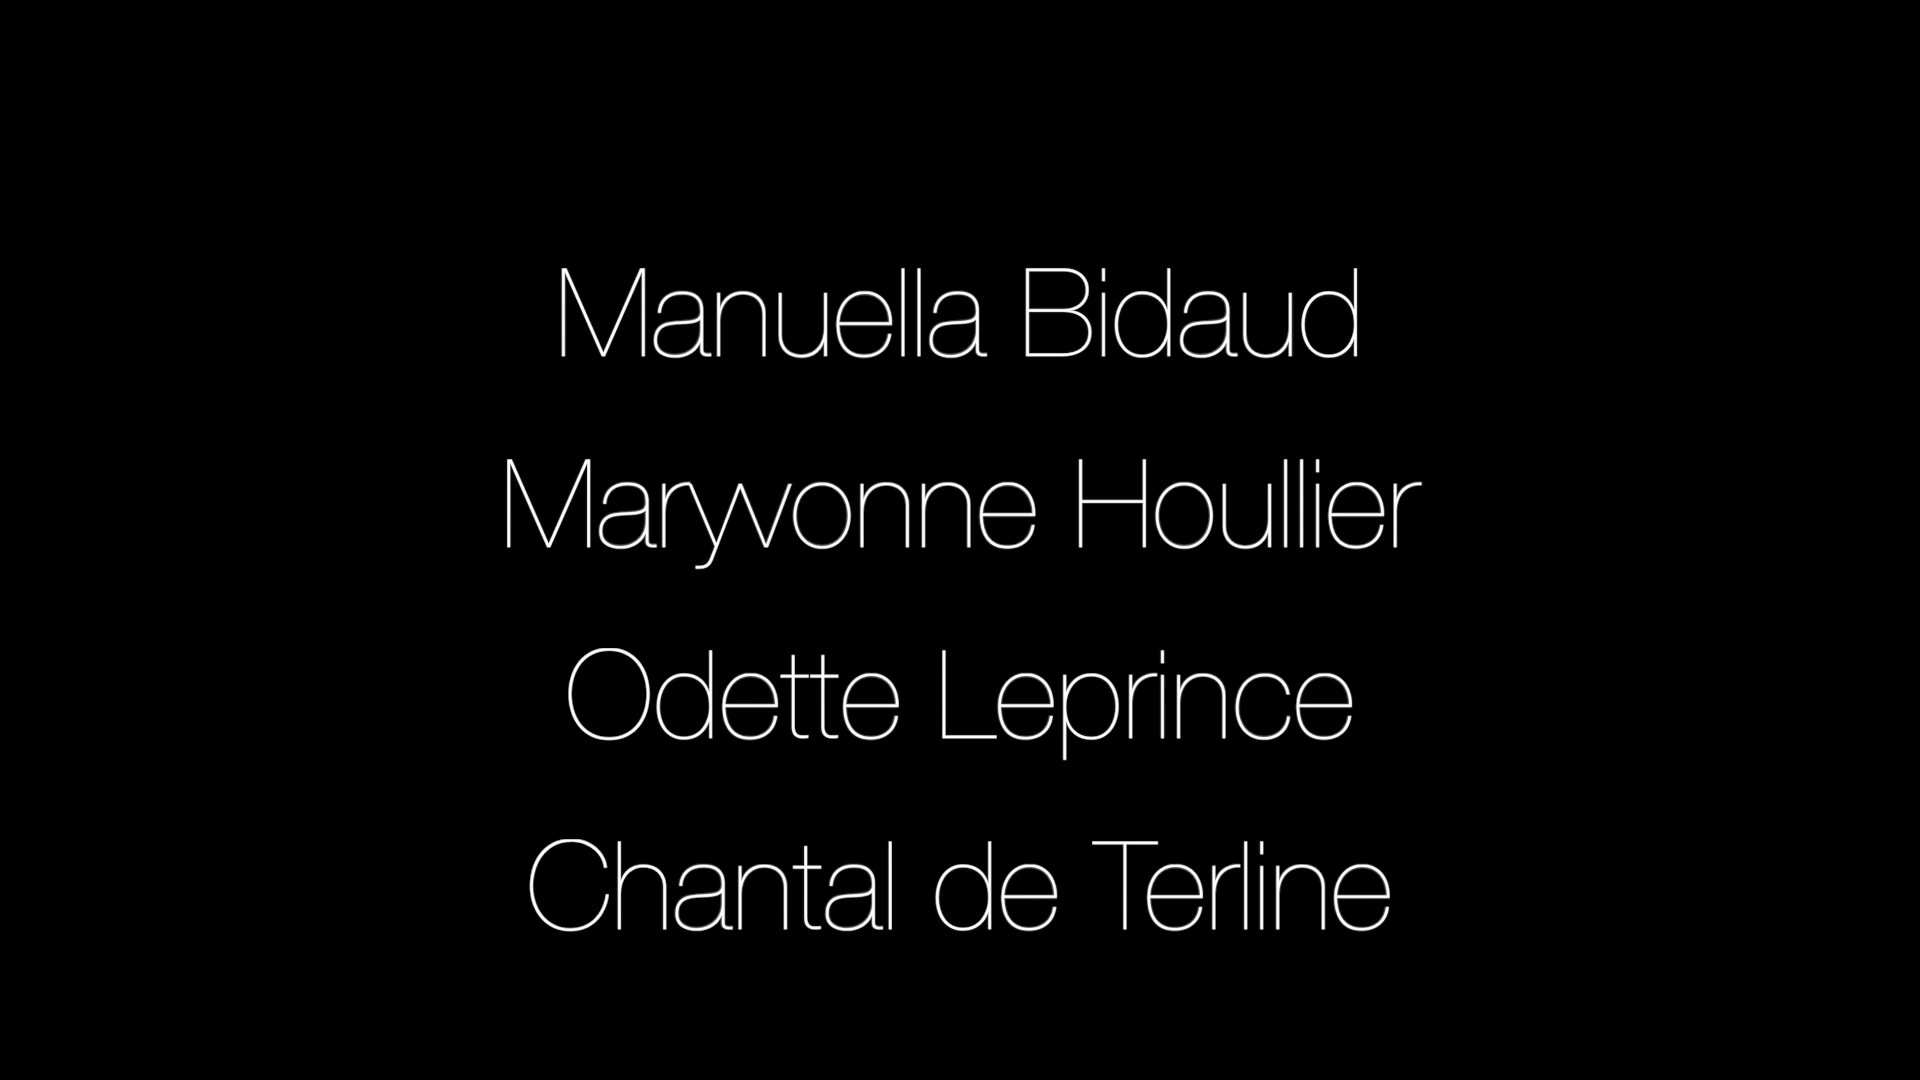 Manuella Bidaud
Maryvonne Houllier
Odette Leprince
Chantal de Terline